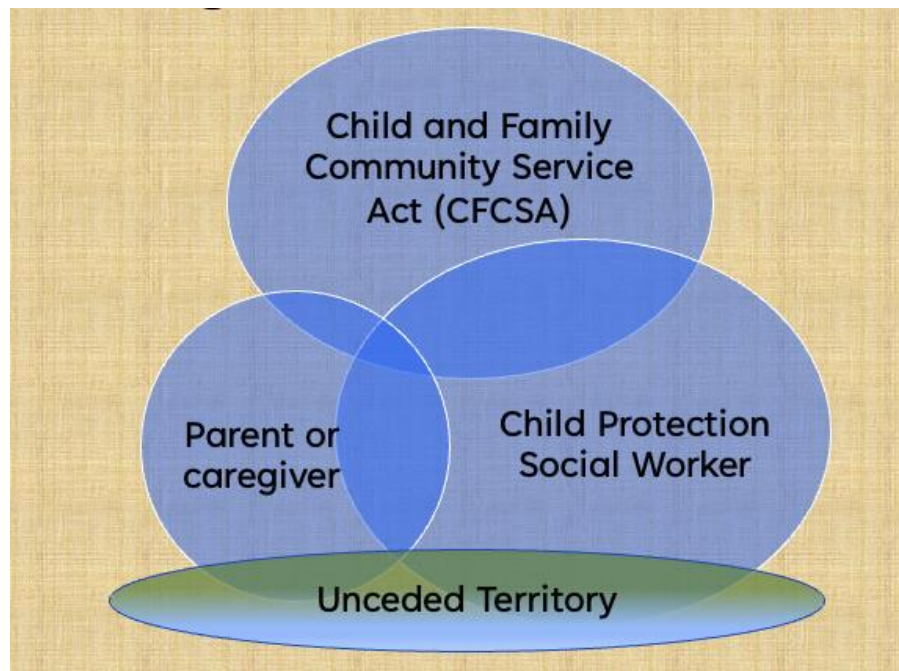 Child and Family
Community Service
Act (CFCSA)
Parent or
caregiver
Child Protection
Social Worker
Unceded Territory